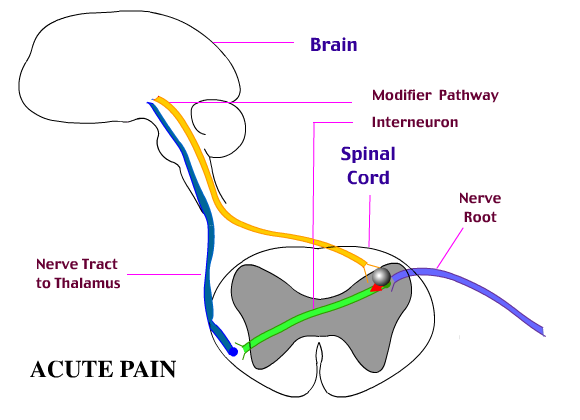 Brain
Modifier Pathway
Interneuron
Spinal
Cord
Nerve
Root
Nerve Tract
to Thalamus
ACUTE PAIN